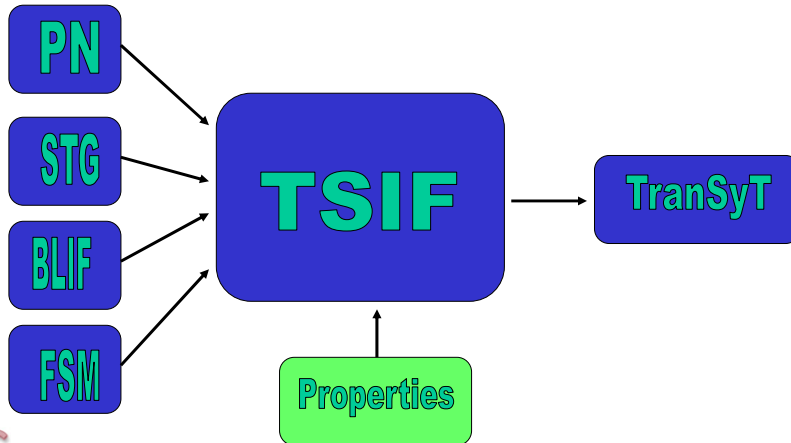 PN
STG
BLIF
FSM
TSIF
Properties
TranSyT